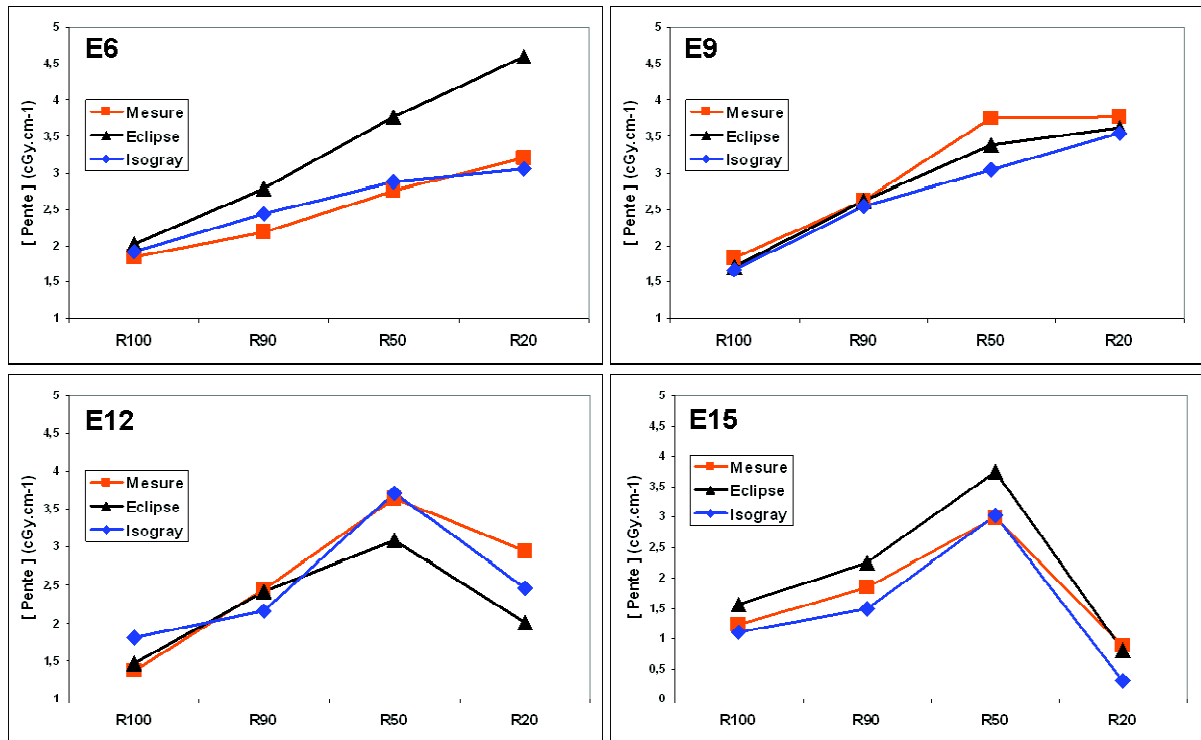 E6
[ Pente ] (cGy.cm-1)
5
4,5
4
3,5
3
2,5
2
1,5
1
Mesure
Eclipse
Isogray
R100 R90 R50 R20
E9
[ Pente ] (cGy.cm-1)
5
4,5
4
3,5
3
2,5
2
1,5
1
Mesure
Eclipse
Isogray
R100 R90 R50 R20
E12
[ Pente ] (cGy.cm-1)
5
4,5
4
3,5
3
2,5
2
1,5
1
Mesure
Eclipse
Isogray
R100 R90 R50 R20
E15
[ Pente ] (cGy.cm-1)
5
4,5
4
3,5
3
2,5
2
1,5
1
0,5
0
Mesure
Eclipse
Isogray
R100 R90 R50 R20